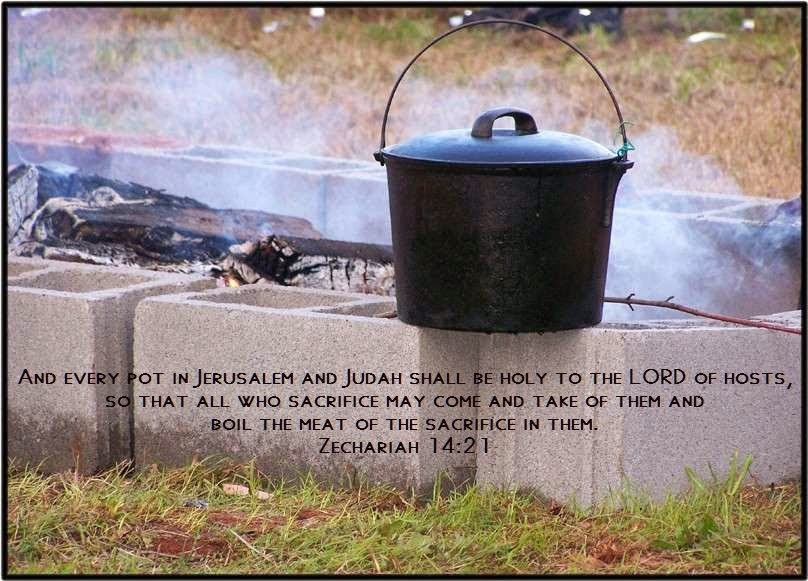 And every pot in Jerusalem and Judah shall be holy to the LORD of hosts,
so that all who sacrifice may come and take of them and
boil the meat of the sacrifice in them.
Zechariah 14:21